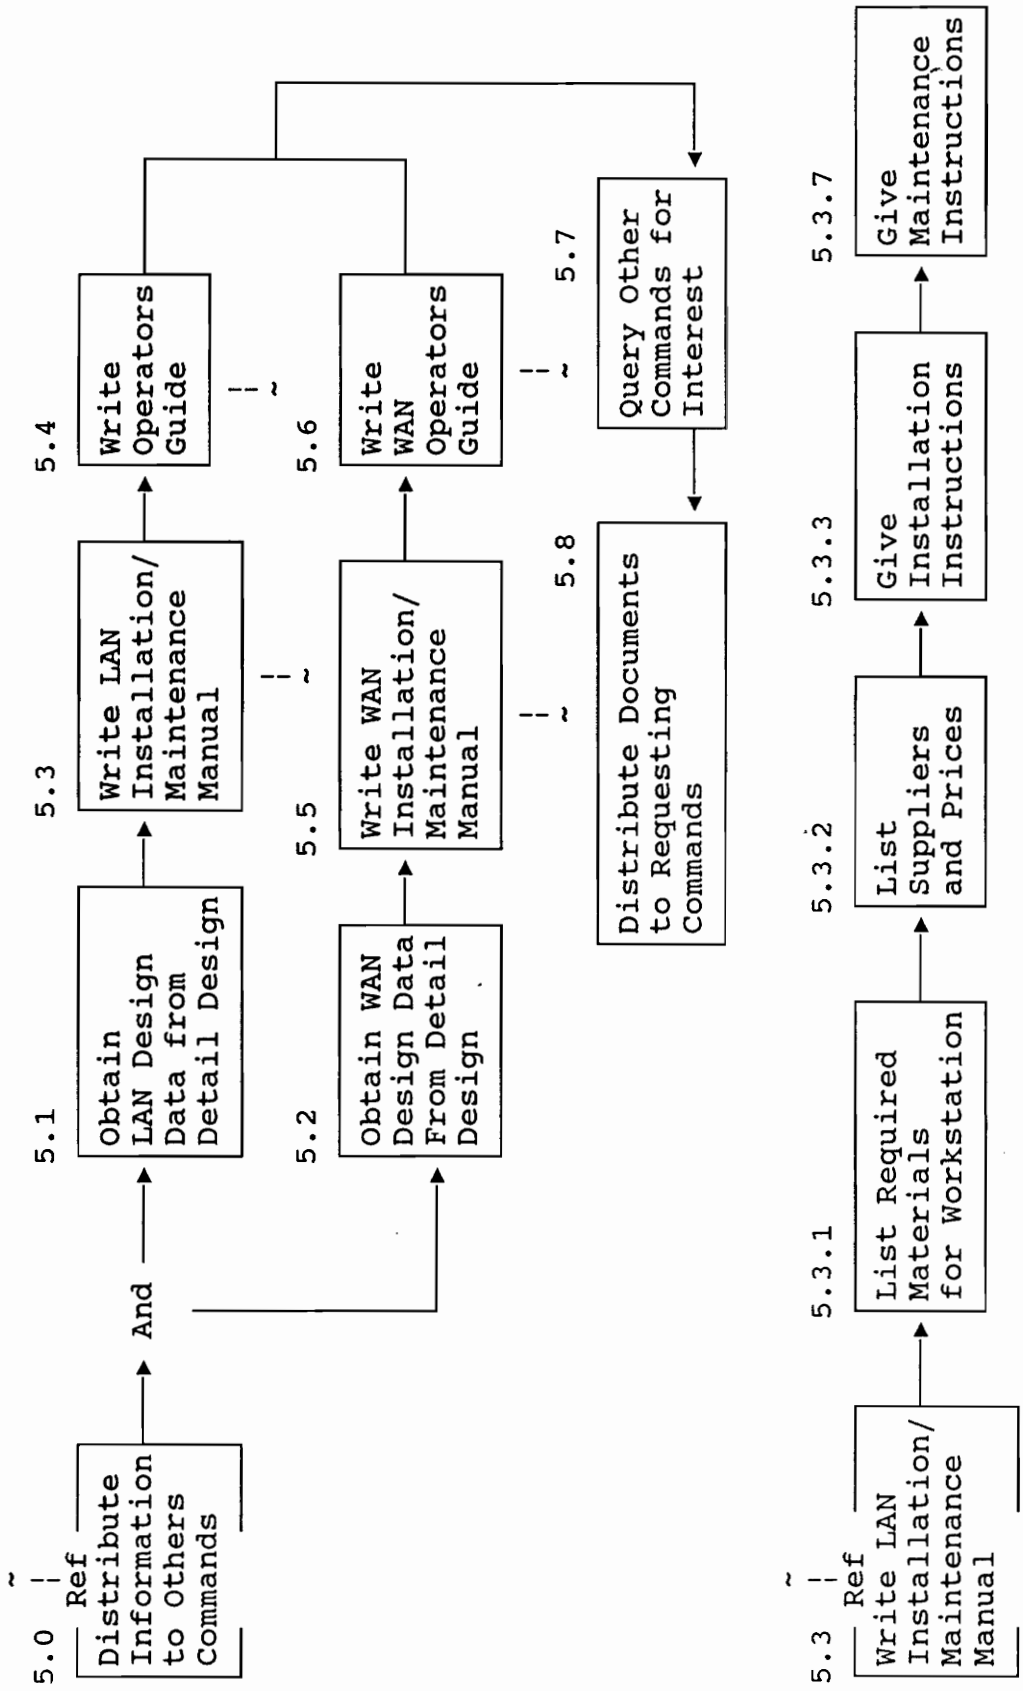 5.0
Ref
Distribute
Information
to Others
Commands
And
5.1
Obtain
LAN Design
Data from
Detail Design
5.3
Write LAN
Installation/
Maintenance
Manual
5.4
Write
Operators
Guide
5.2
Obtain WAN
Design Data
From Detail
Design
5.5
Write WAN
Installation/
Maintenance
Manual
5.6
Write
WAN
Operators
Guide
5.8
Distribute Documents
to Requesting
Commands
5.7
Query Other
Commands for
Interest
5.3
Ref
Write LAN
Installation/
Maintenance
Manual
5.3.1
List Required
Materials
for Workstation
5.3.2
List
Suppliers
and Prices
5.3.3
Give
Installation
Instructions
5.3.7
Give
Maintenance
Instructions